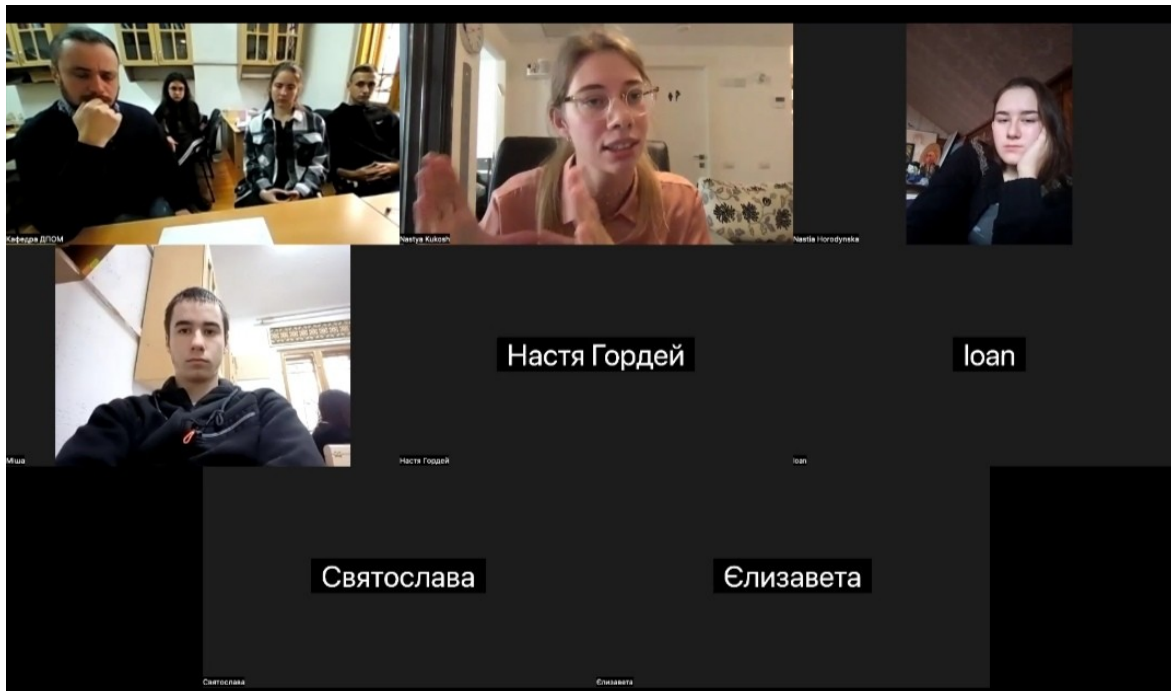 Кафедра ДПОМ
Nastya Kukosh
Nastia Horodynska
Міша
Настя Гордей
Настя Гордей
Ioan
Ioan
Святослава
Святослава
Єлизавета
Єлизавета